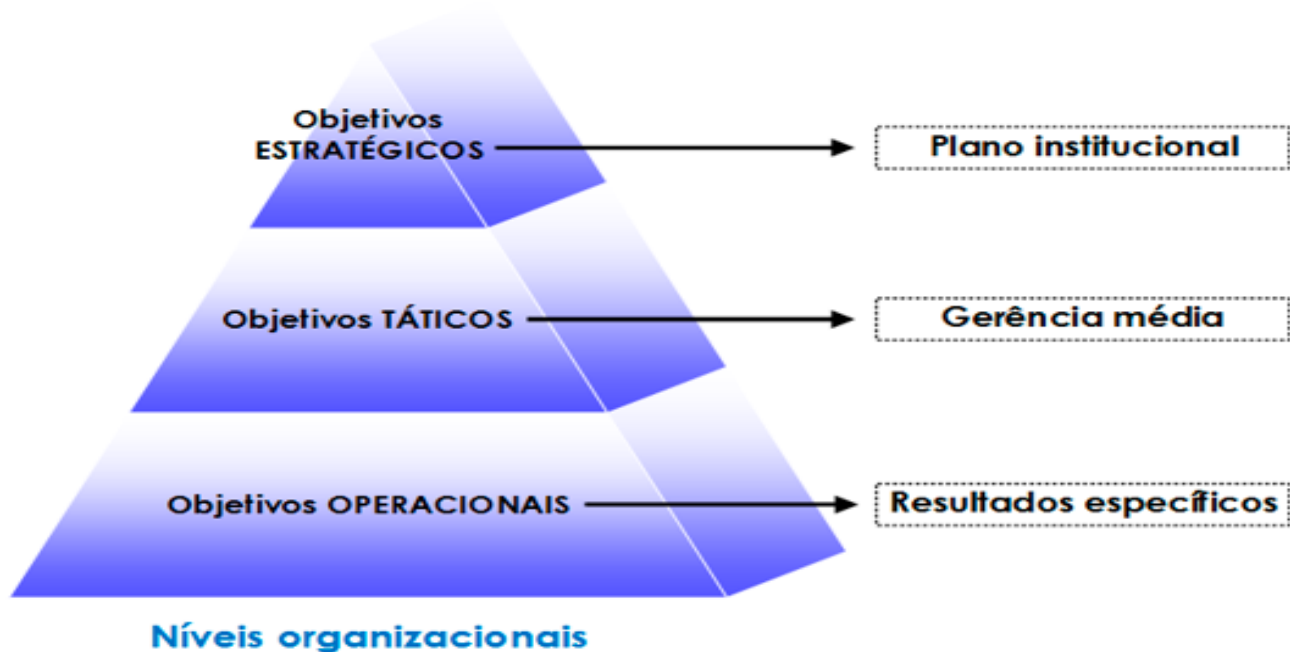 Objetivos
ESTRATÉGICOS
Plano institucional
Objetivos TÁTICOS
Gerência média
Objetivos OPERACIONAIS
Resultados específicos
Níveis organizacionais